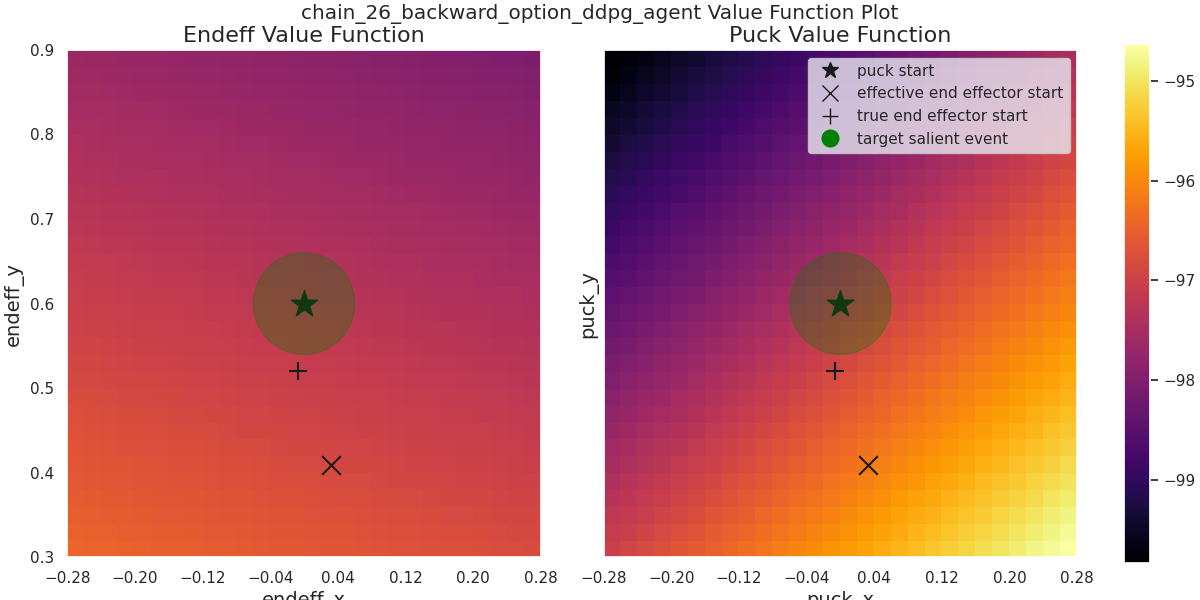 chain_26_backward_option_ddpg_agent Value Function Plot
Endeff Value Function
Puck Value Function
puck start
effective end effector start
true end effector start
target salient event
endeff_y
0.9
0.8
0.7
0.6
0.5
0.4
0.3
−0.28 −0.20 −0.12 −0.04 0.04 0.12 0.20 0.28
endeff_x
puck_y
−0.28 −0.20 −0.12 −0.04 0.04 0.12 0.20 0.28
puck_x
−95
−96
−97
−98
−99